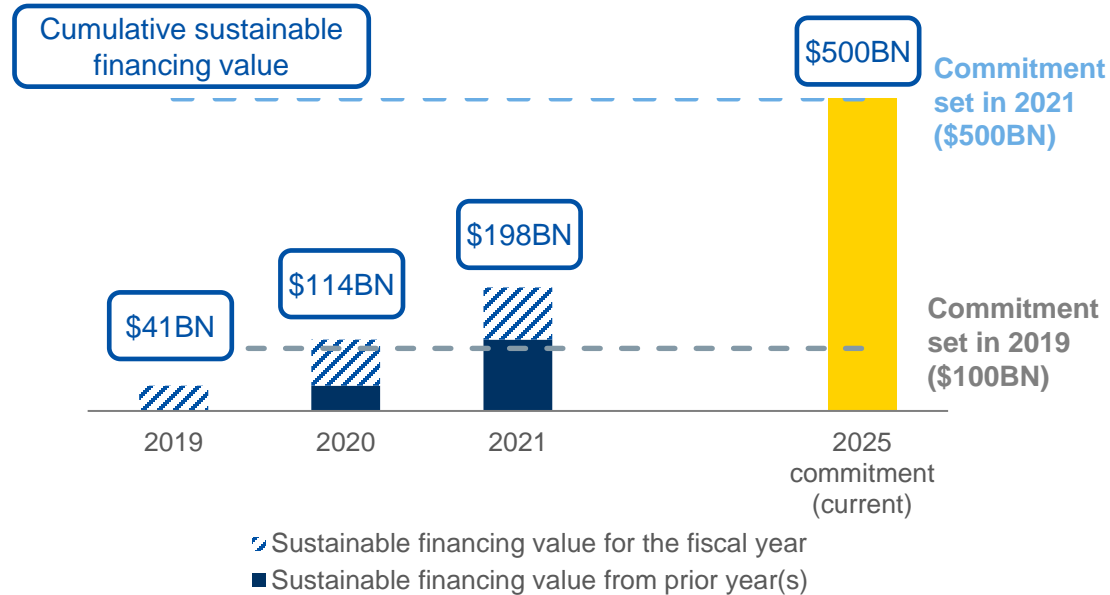 Cumulative sustainable
financing value
$500BN
Commitment
set in 2021
($500BN)
$198BN
$114BN
$41BN
Commitment
set in 2019
($100BN)
2019
2020
2021
2025
commitment
(current)
Sustainable financing value for the fiscal year
Sustainable financing value from prior year(s)